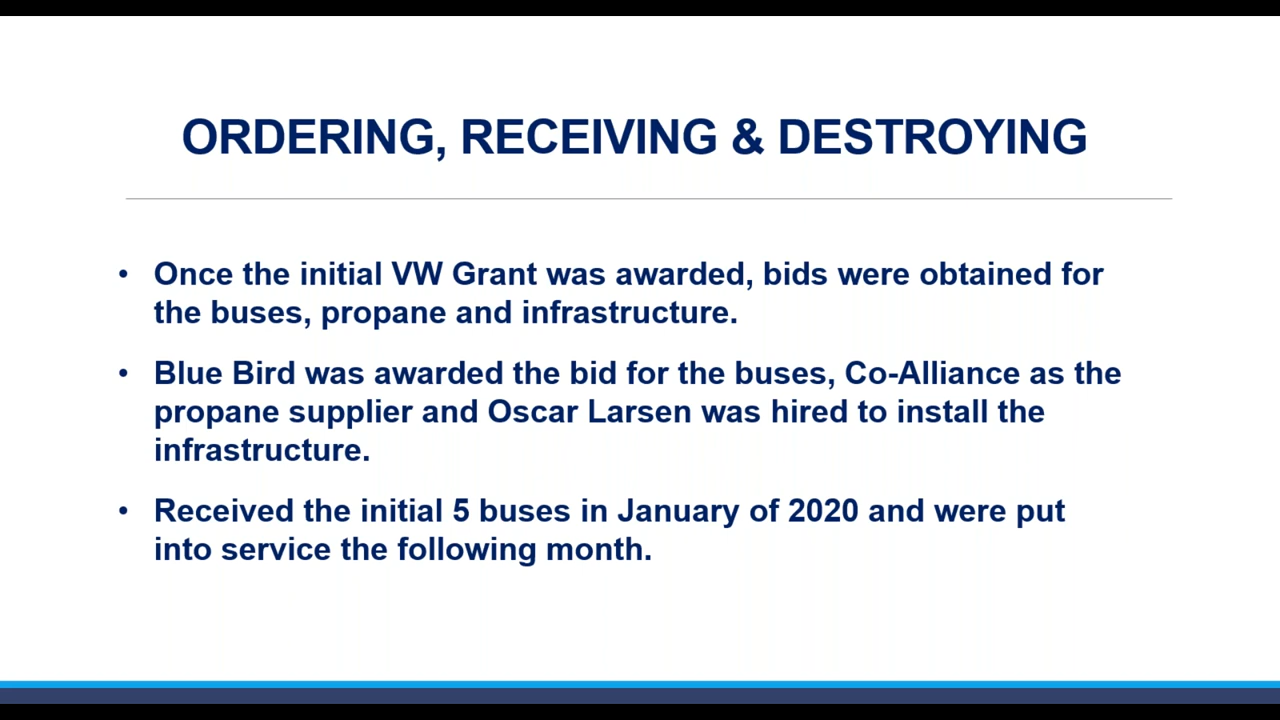 ORDERING, RECEIVING & DESTROYING
• Once the initial VW Grant was awarded, bids were obtained for
the buses, propane and infrastructure.
• Blue Bird was awarded the bid for the buses, Co-Alliance as the
propane supplier and Oscar Larsen was hired to install the
infrastructure.
• Received the initial 5 buses in January of 2020 and were put
into service the following month.